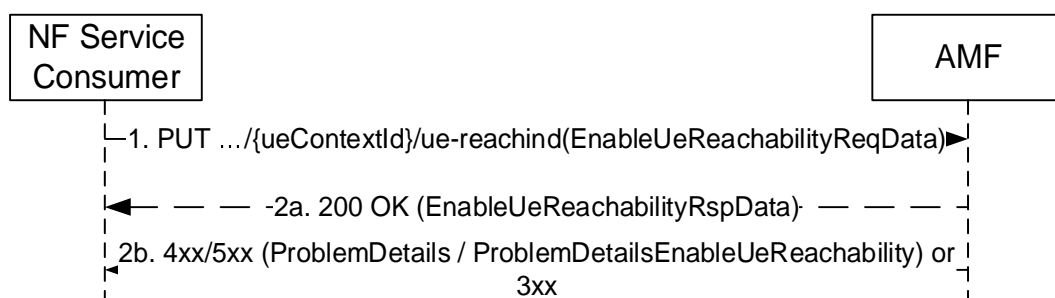 NF Service
Consumer
AMF
1. PUT .../{ueContextId}/ue-reachind(EnableUeReachabilityReqData)
2a. 200 OK (EnableUeReachabilityRspData)
2b. 4xx/5xx (ProblemDetails / ProblemDetailsEnableUeReachability) or
3xx